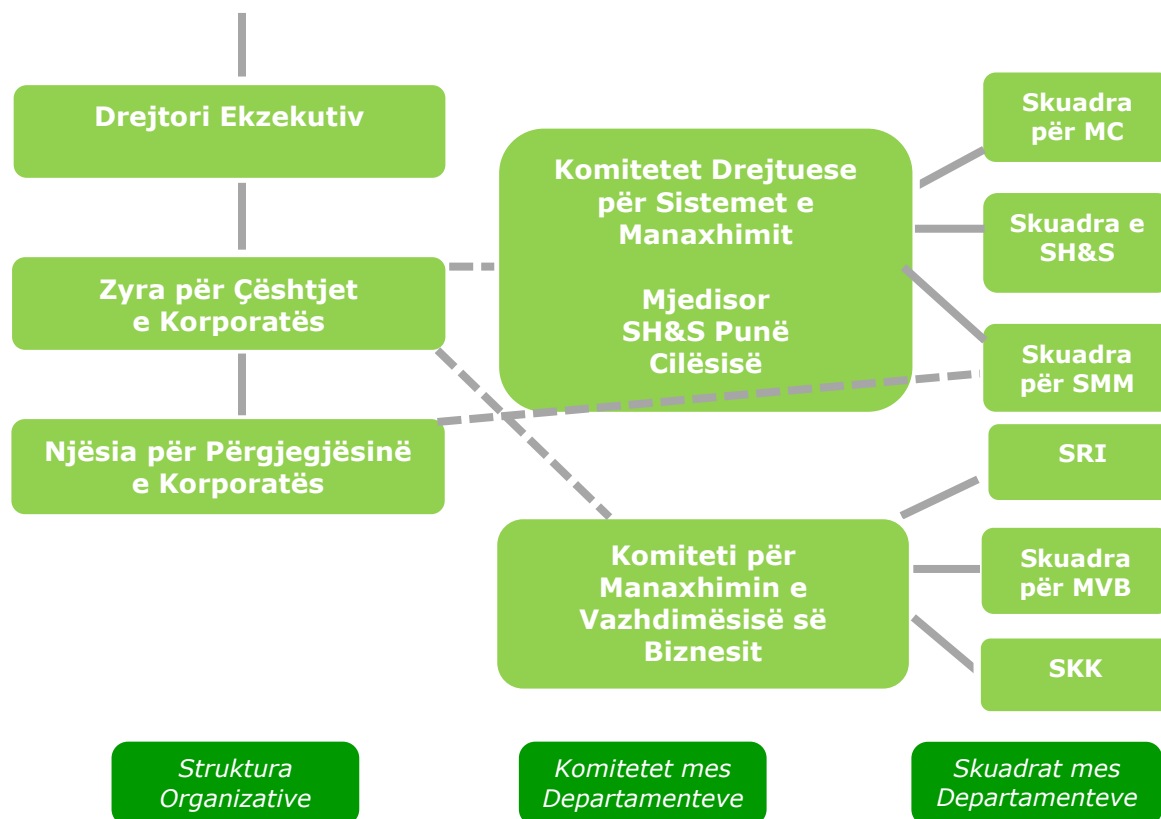 Drejtori Ekzekutiv
Zyra për Çështjet
e Korporatës
Njësia për Përgjegjësinë
e Korporatës
Komitetet Drejtuese
për Sistemet e
Manaxhimit
Mjedisor
SH&S Punë
Cilësisë
Komiteti për
Manaxhimin e
Vazhdimësisë së
Biznesit
Skuadra
për MC
Skuadra e
SH&S
Skuadra
për SMM
SRI
Skuadra
për MVB
SKK
Struktura
Organizative
Komitetet mes
Departamenteve
Skuadrat mes
Departamenteve